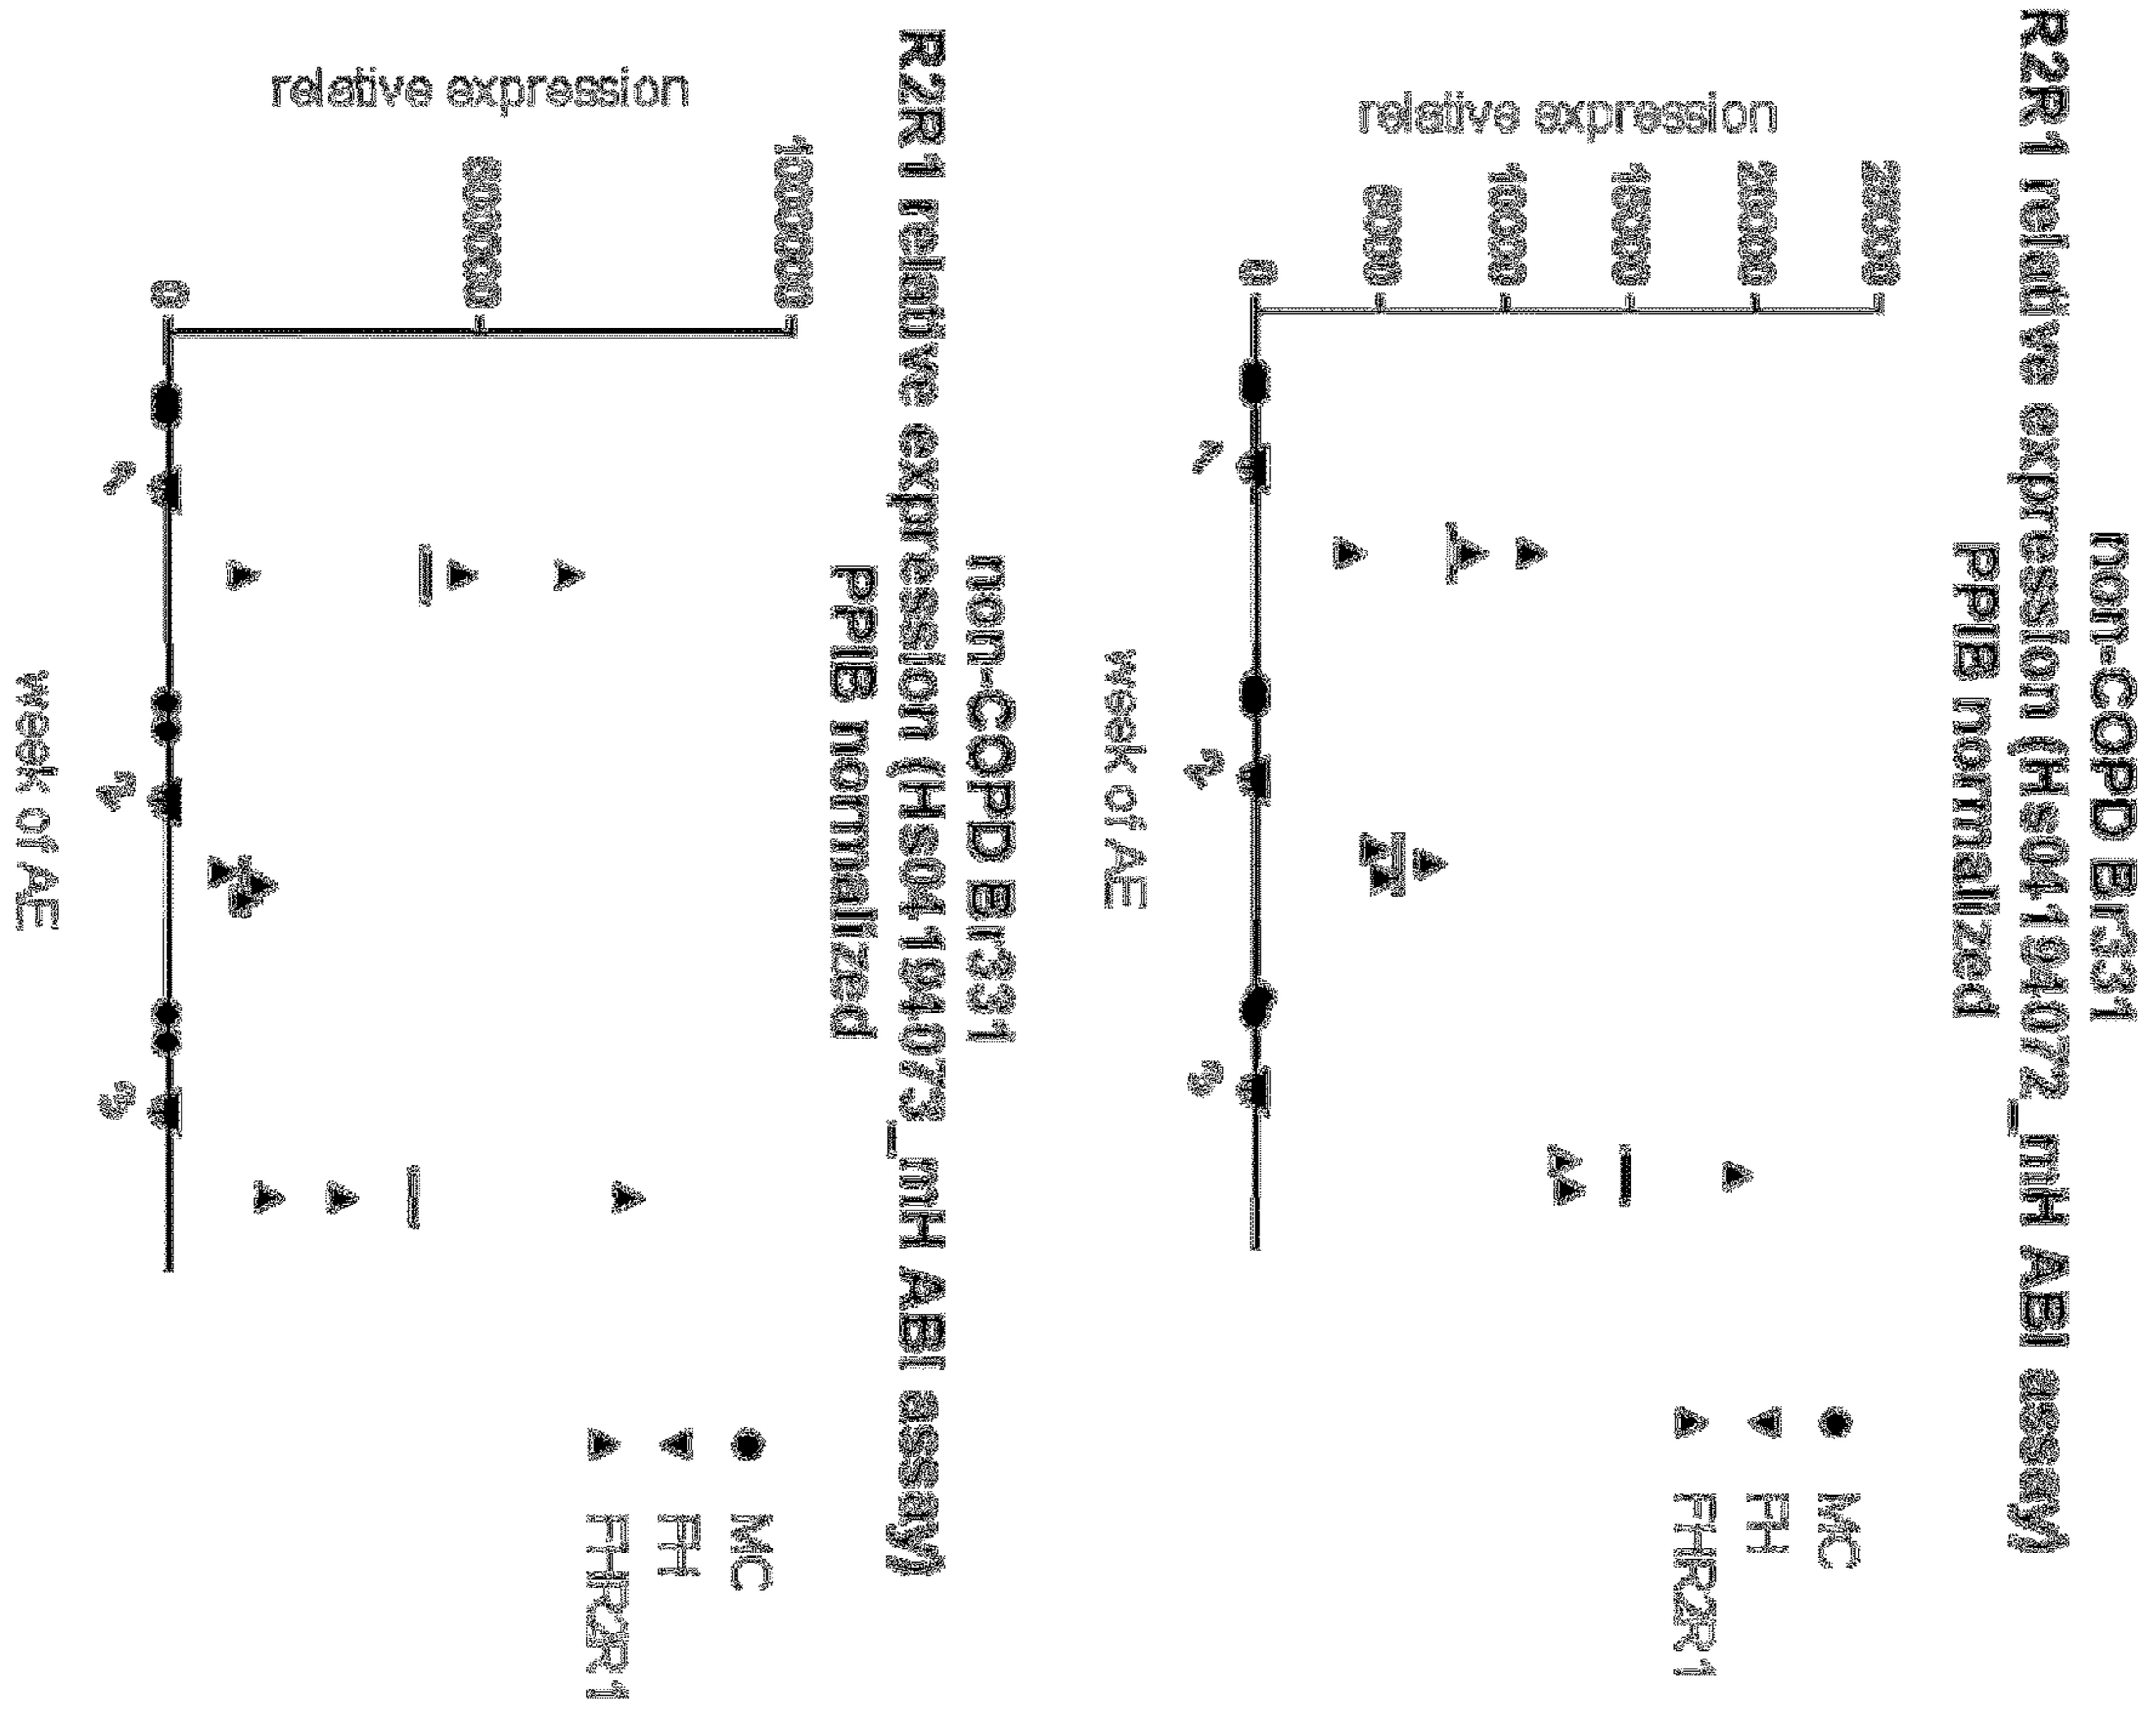 non-COPD Br331
R2R1 relative expression (Hs04194072_mH ABI assay)
PPIB normalized
25000
20000
15000
10000
5000
0
relative expression
1
2
3
week of AE
MC
FH
FHR2R1
non-COPD Br331
R2R1 relative expression (Hs04194073_mH ABI assay)
PPIB normalized
1000000
500000
0
relative expression
1
2
3
week of AE
MC
FH
FHR2R1